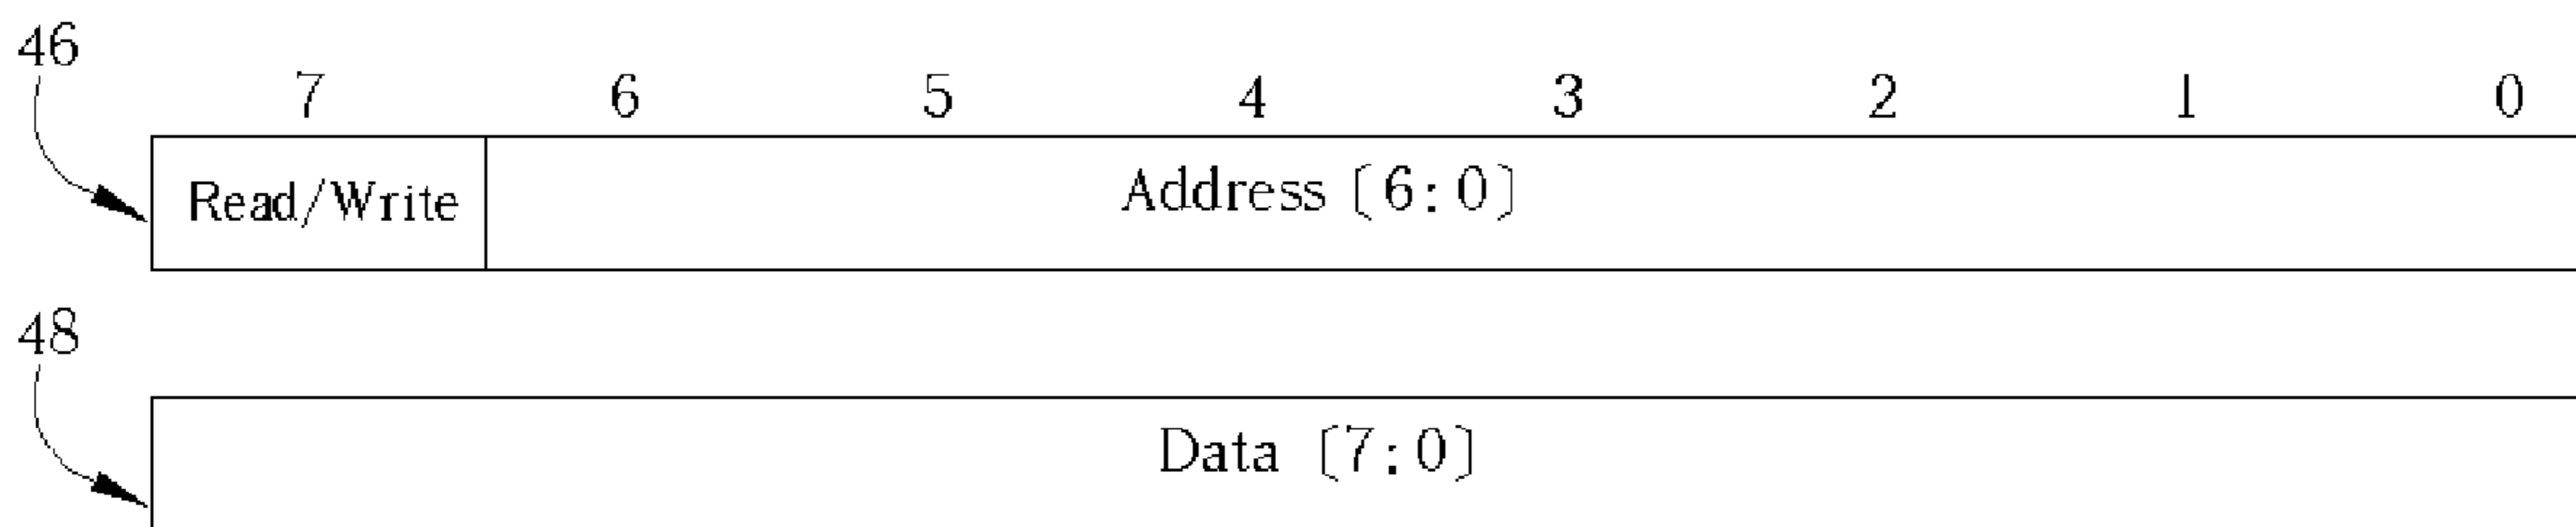 46
7 6 5 4 3 2 1 0
Read/Write Address [6:0]
48
Data [7:0]